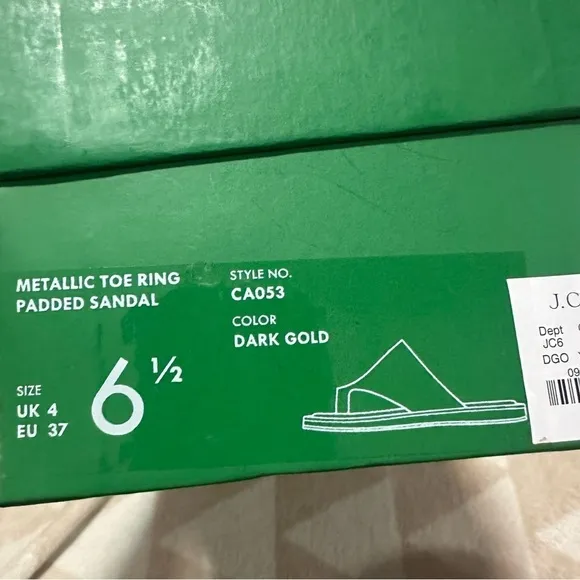 METALLIC TOE RING
PADDED SANDAL
STYLE NO.
CA053
COLOR
DARK GOLD
SIZE
UK 4
EU 37
6 ½
J.C
Dept
JC6
DGO
09